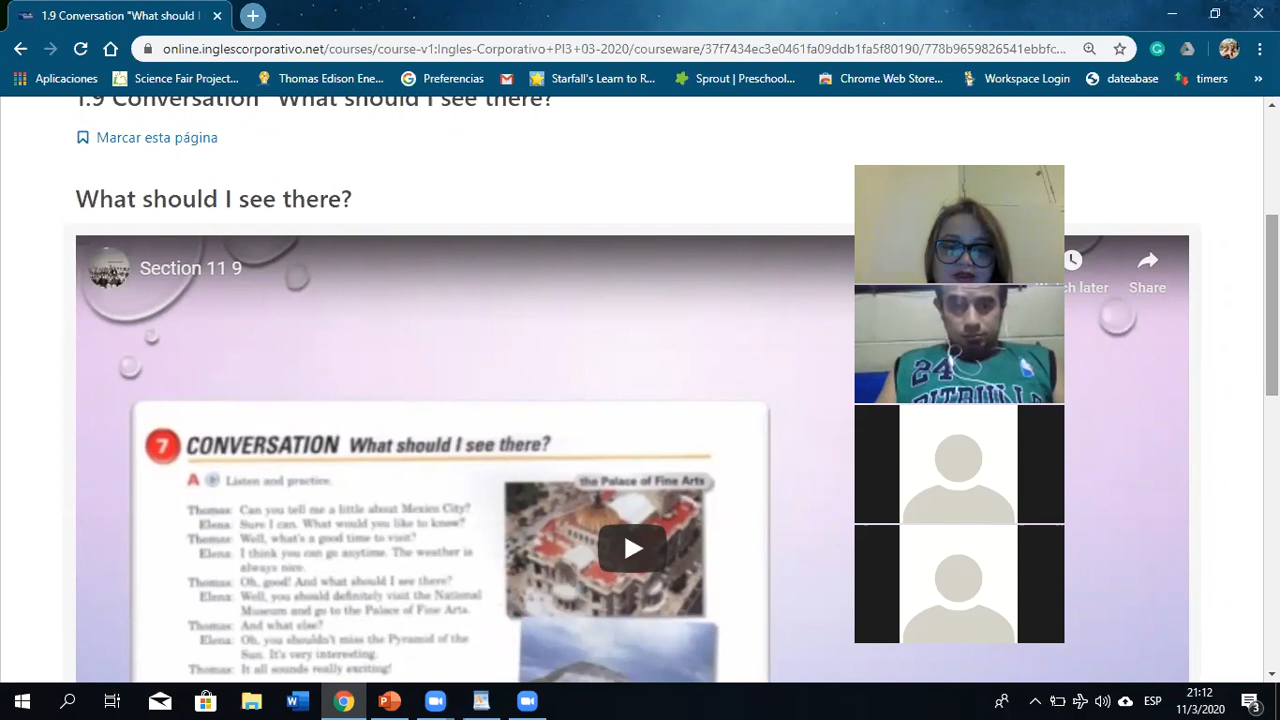 1.9 Conversation "What should I
online.inglescorporativo.net/courses/course-v1:Ingles-Corporativo+PI3+03-2020/courseware/37f7434ec3e0461fa09ddb1fa5f80190/778b9659826541ebbfc...
Aplicaciones Science Fair Project... Thomas Edison Ene... Preferencias Starfall's Learn to R... Sprout | Preschool... Chrome Web Store... Workspace Login dateabase timers »
1.9 Conversation "What should I see there?
Marcar esta página
What should I see there?
Section 11 9
Watch later Share
7 CONVERSATION What should I see there?
A Listen and practice.
the Palace of Fine Arts
Thomas: Can you tell me a little about Mexico City?
Elena: Sure I can. What would you like to know?
Thomas: Well, what's a good time to visit?
Elena: I think you can go anytime. The weather is
always nice.
Thomas: Oh, good! And what should I see there?
Elena: Well, you should definitely visit the National
Museum and go to the Palace of Fine Arts.
Thomas: And what else?
Elena: Oh, you shouldn't miss the Pyramid of the
Sun. It's very interesting.
Thomas: It all sounds really exciting!
24
ESP
21:12
11/3/2020
3